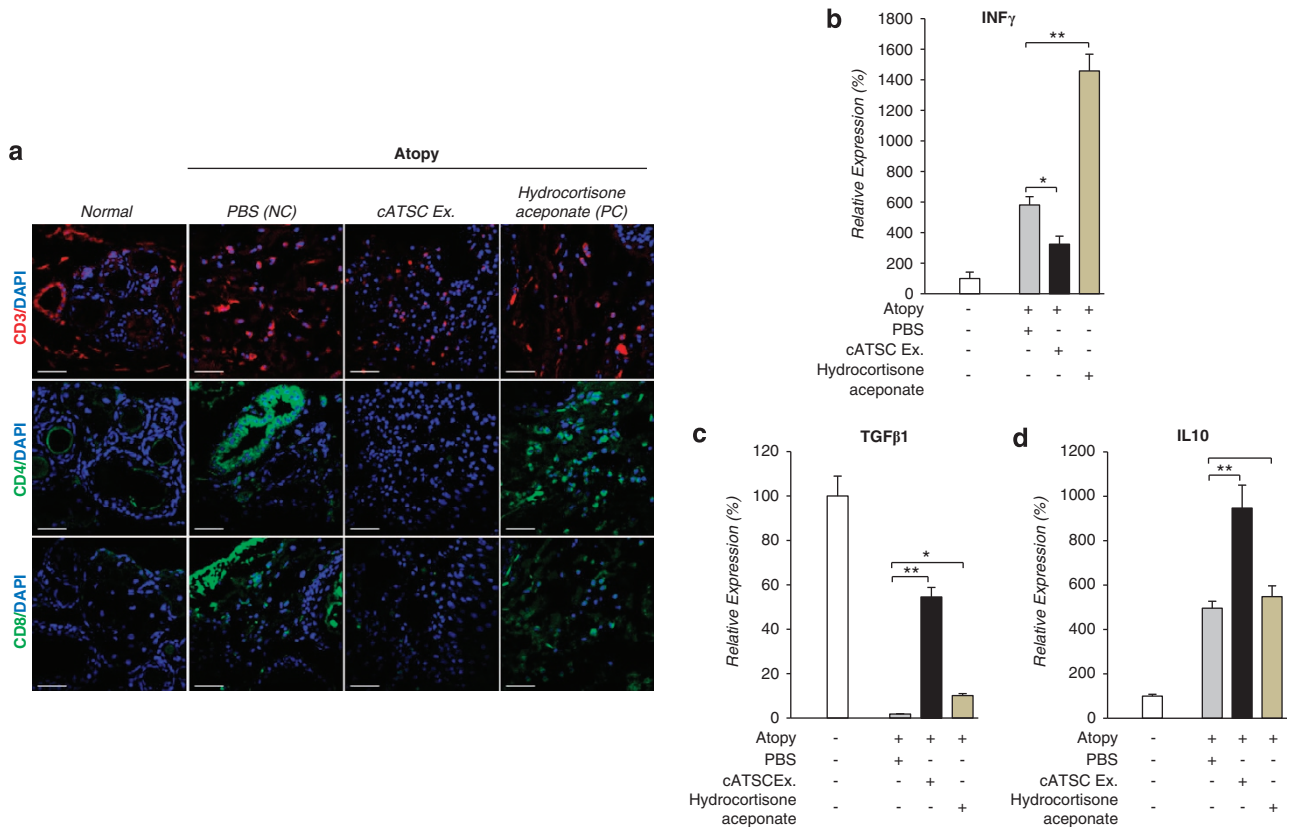 a
Atopy
Normal
PBS (NC)
cATSC Ex.
Hydrocortisone
aceponate (PC)
CD3/DAPI
CD4/DAPI
CD8/DAPI
b
INFγ
Relative Expression (%)
1800
1600
1400
1200
1000
800
600
400
200
0
**
*
Atopy - + + +
PBS - + - -
cATSC Ex. - - + -
Hydrocortisone
aceponate - - - +
c
TGFβ1
Relative Expression (%)
120
100
80
60
40
20
0
*
**
Atopy - + + +
PBS - + - -
cATSCEx. - - + -
Hydrocortisone
aceponate - - - +
d
IL10
Relative Expression (%)
1200
1000
800
600
400
200
0
**
Atopy - + + +
PBS - + - -
cATSC Ex. - - + -
Hydrocortisone
aceponate - - - +